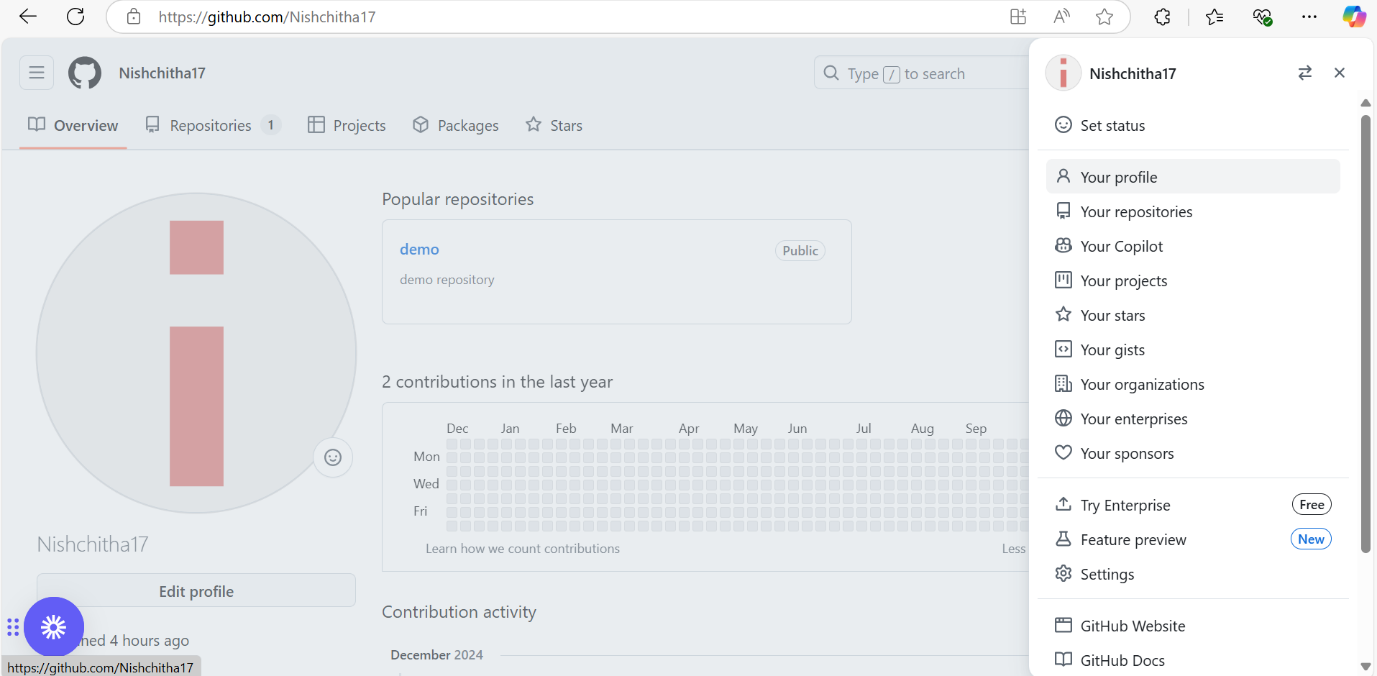 https://github.com/Nishchitha17
Nishchitha17
Type / to search
Overview
Repositories 1
Projects
Packages
Stars
Popular repositories
demo
Public
demo repository
2 contributions in the last year
Dec Jan Feb Mar Apr May Jun Jul Aug Sep
Mon
Wed
Fri
Learn how we count contributions
Less
Nishchitha17
Edit profile
ned 4 hours ago
https://github.com/Nishchitha17
Contribution activity
December 2024
Nishchitha17
Set status
Your profile
Your repositories
Your Copilot
Your projects
Your stars
Your gists
Your organizations
Your enterprises
Your sponsors
Try Enterprise Free
Feature preview New
Settings
GitHub Website
GitHub Docs